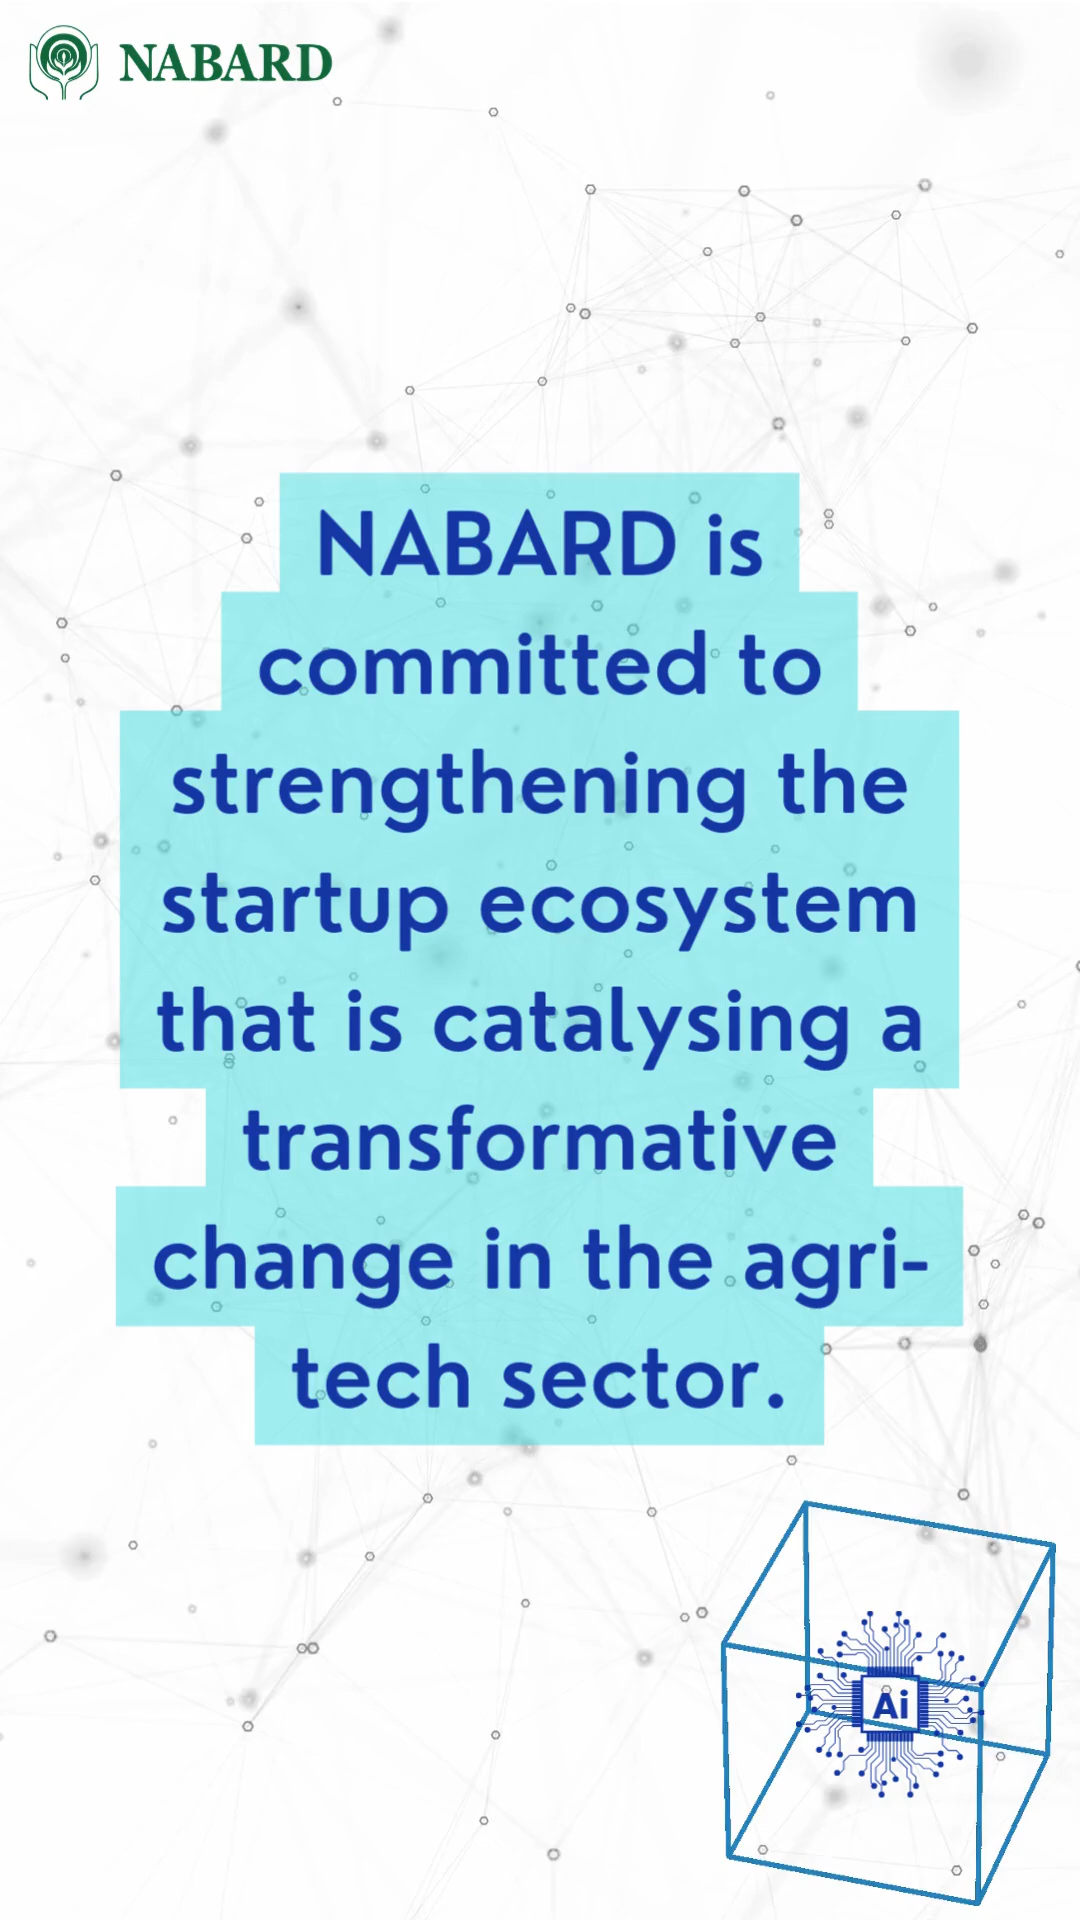 NABARD
NABARD is
committed to
strengthening the
startup ecosystem
that is catalysing a
transformative
change in the agri-
tech sector.
Ai